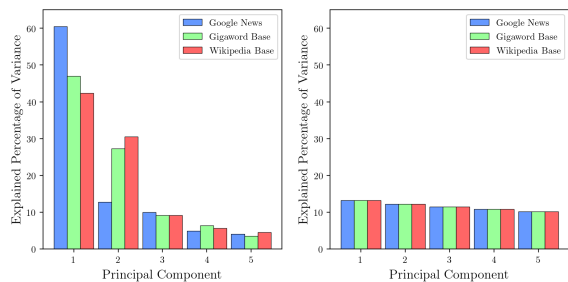 Explained Percentage of Variance
60
50
40
30
20
10
0
1 2 3 4 5
Principal Component
Google News
Gigaword Base
Wikipedia Base
Explained Percentage of Variance
60
50
40
30
20
10
0
1 2 3 4 5
Principal Component
Google News
Gigaword Base
Wikipedia Base